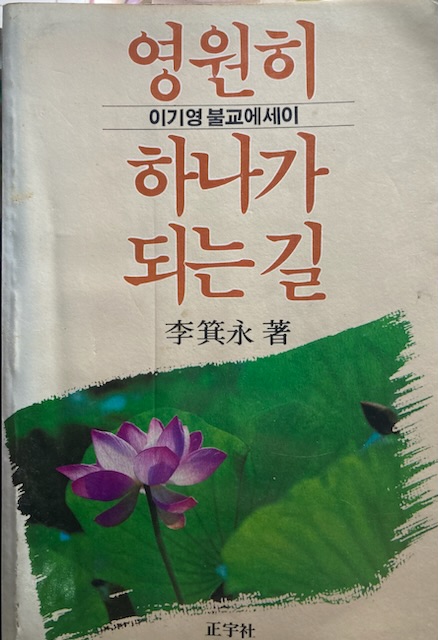 영원히
이기영 불교에세이
하나가
되는 길
李箕永 著
正宇社